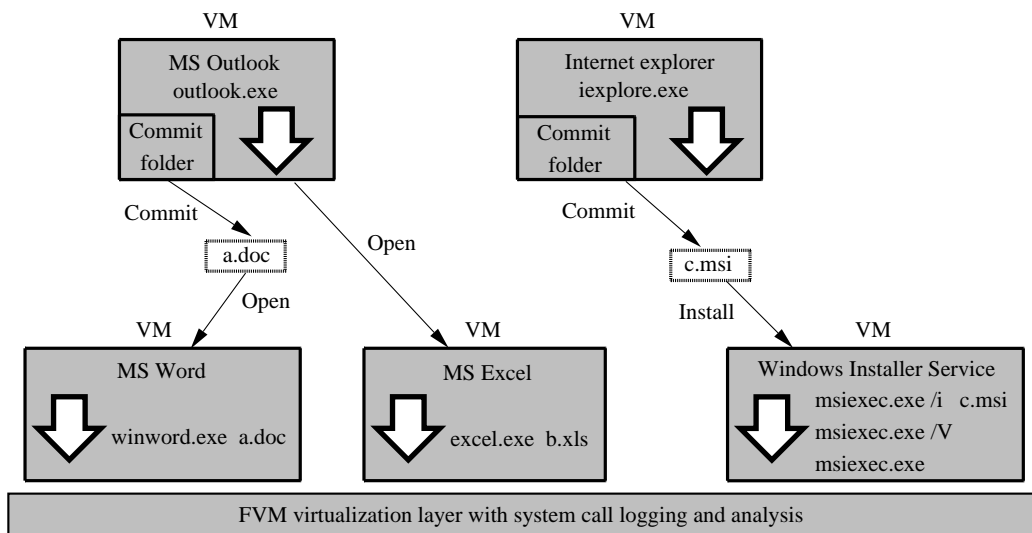 VM
MS Outlook
outlook.exe
Commit
folder
Commit
a.doc
Open
Open
VM
Internet explorer
iexplore.exe
Commit
folder
Commit
c.msi
Install
VM
MS Word
winword.exe a.doc
VM
MS Excel
excel.exe b.xls
VM
Windows Installer Service
msiexec.exe /i c.msi
msiexec.exe /V
msiexec.exe
FVM virtualization layer with system call logging and analysis